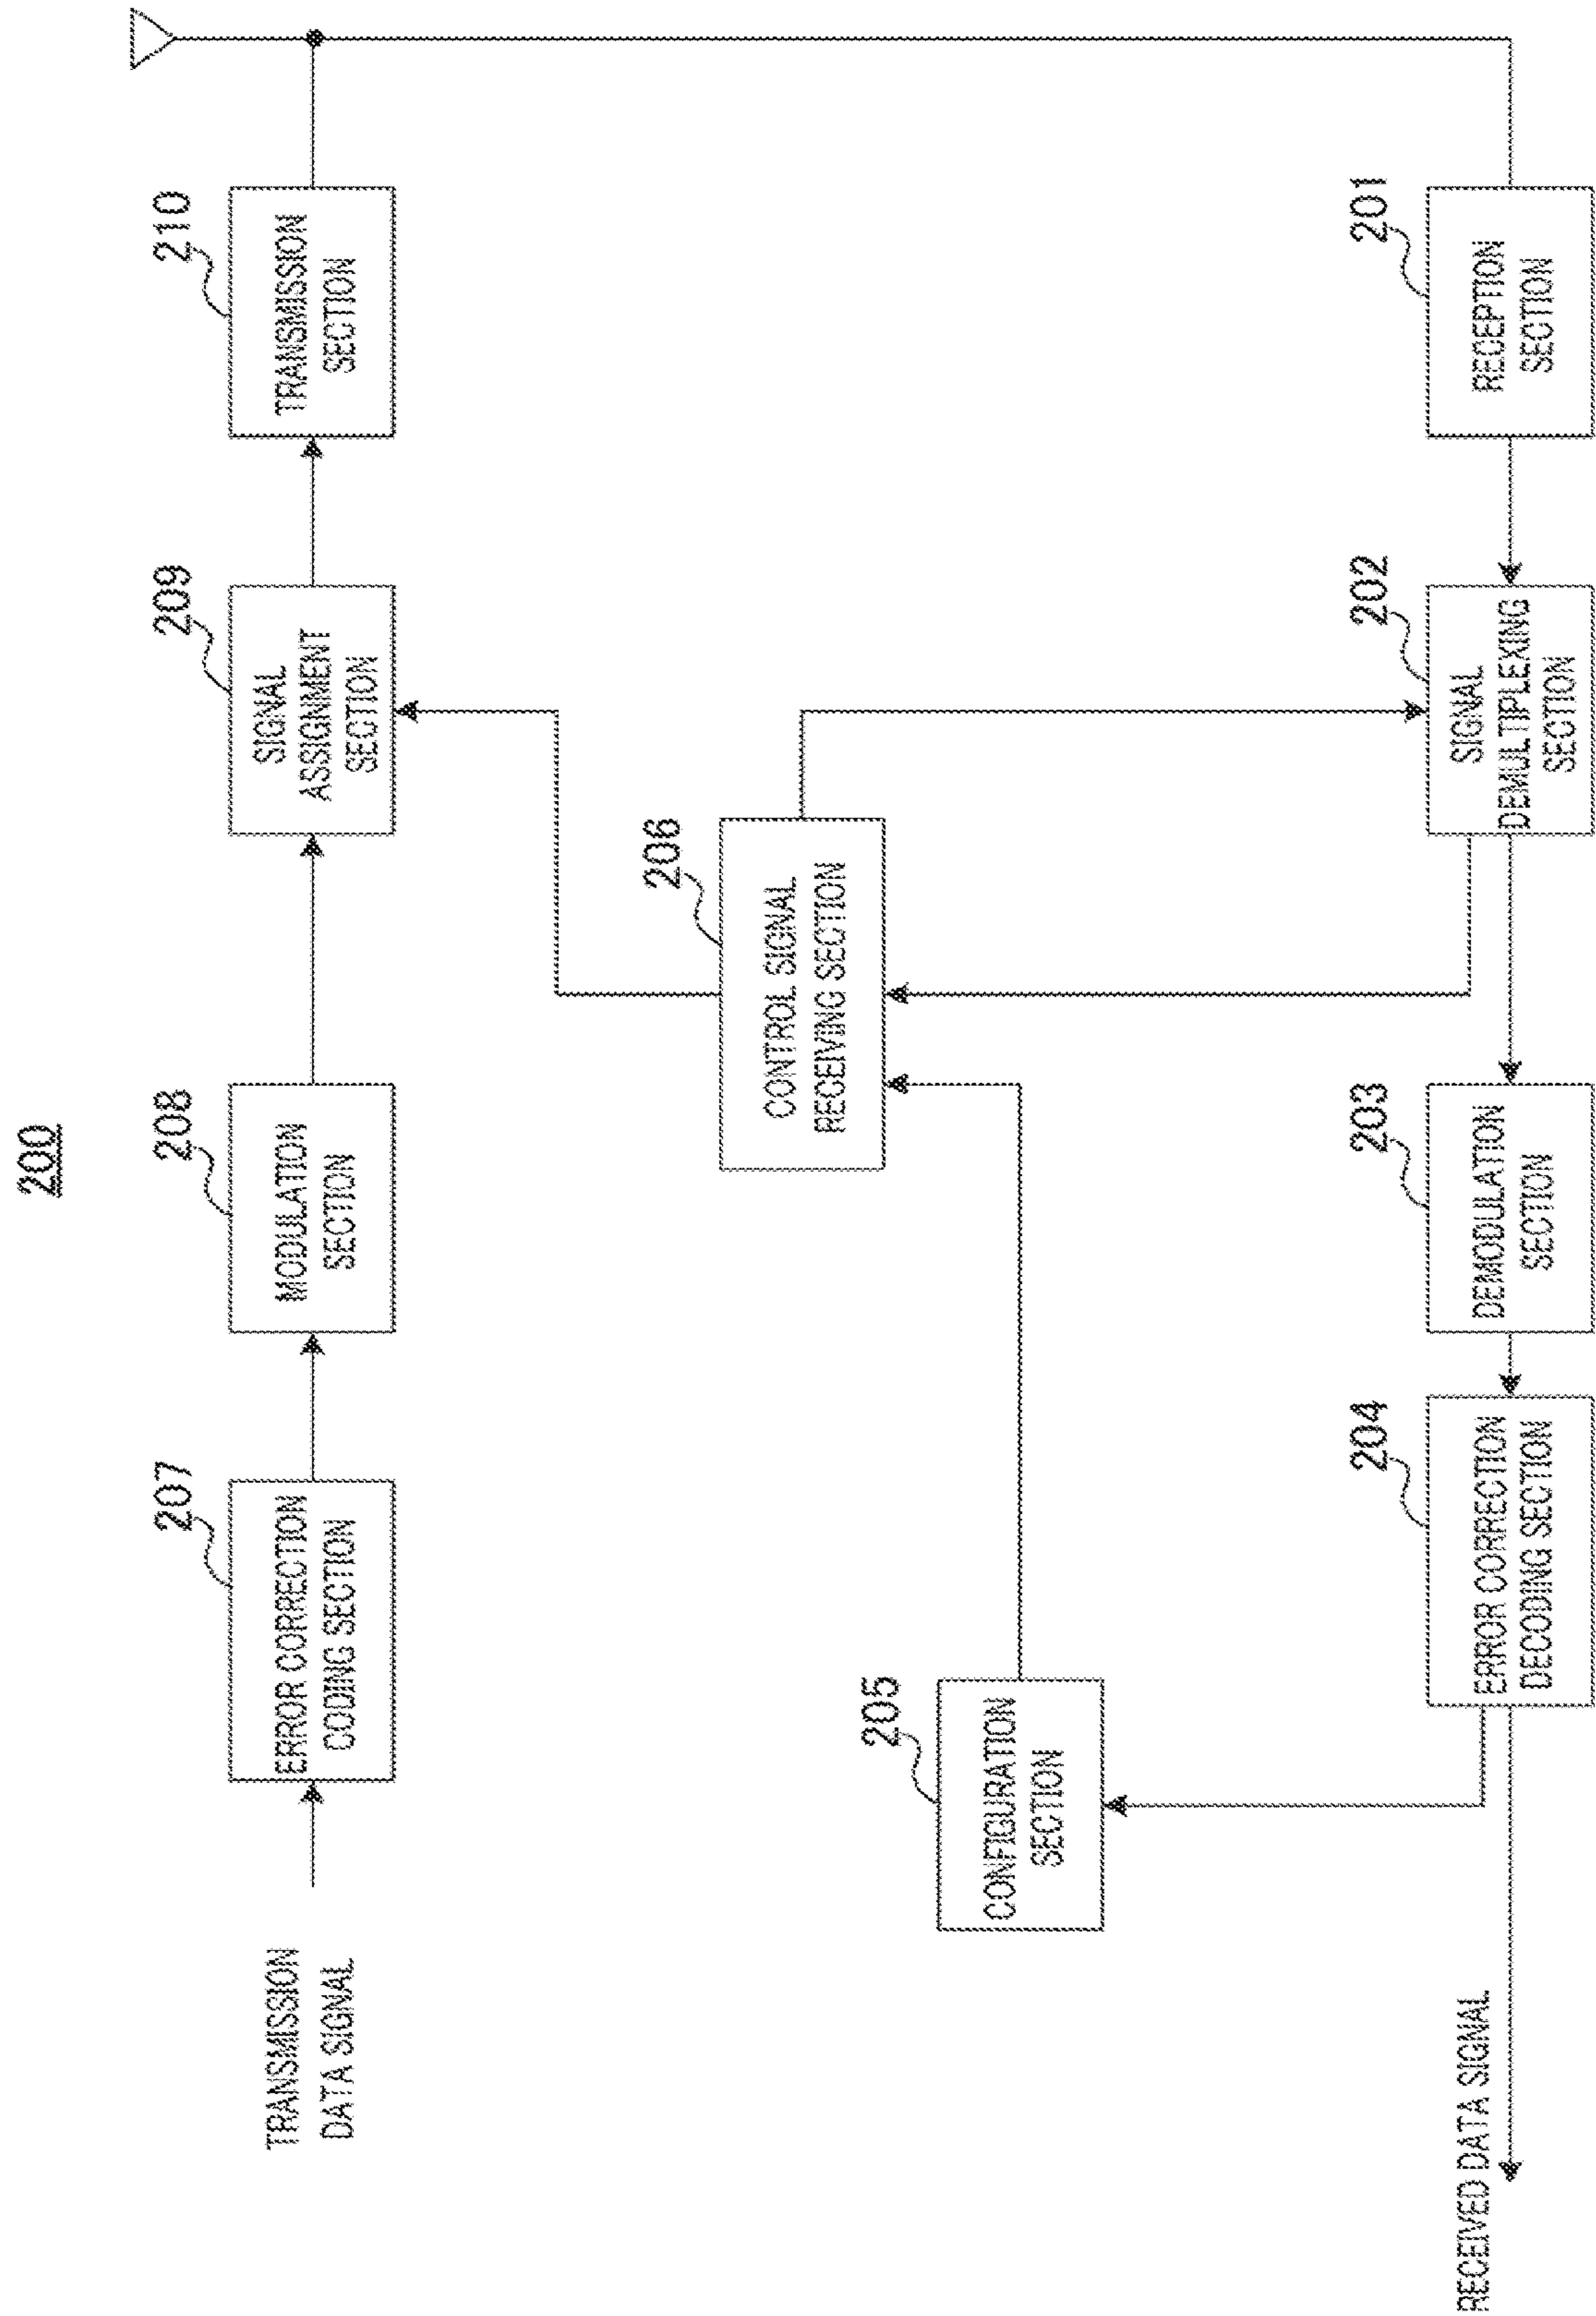 200
TRANSMISSION
DATA SIGNAL
207
ERROR CORRECTION
CODING SECTION
208
MODULATION
SECTION
209
SIGNAL
ASSIGNMENT
SECTION
210
TRANSMISSION
SECTION
206
CONTROL SIGNAL
RECEIVING SECTION
205
CONFIGURATION
SECTION
RECEIVED DATA SIGNAL
204
ERROR CORRECTION
DECODING SECTION
203
DEMODULATION
SECTION
202
SIGNAL
DEMULTIPLEXING
SECTION
201
RECEPTION
SECTION